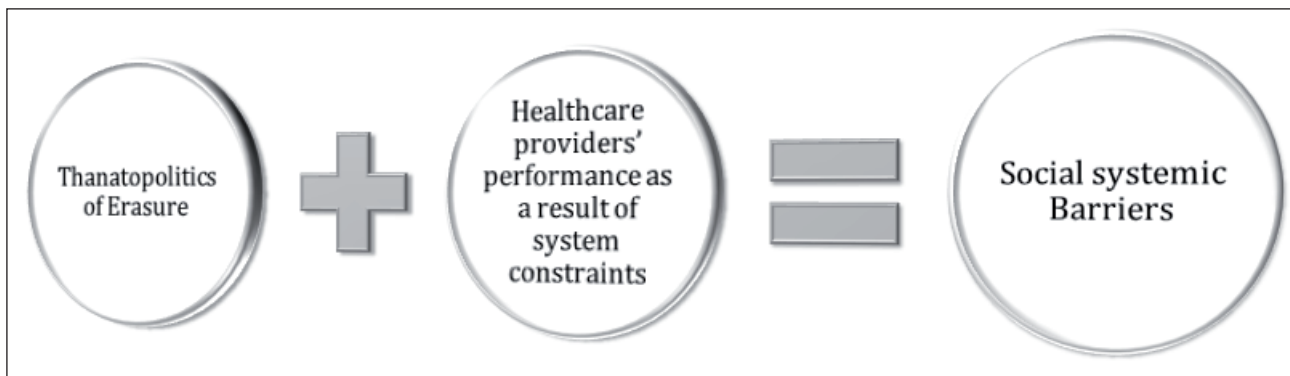 Thanatopolitics
of Erasure
Healthcare
providers’
performance as
a result of
system
constraints
Social systemic
Barriers